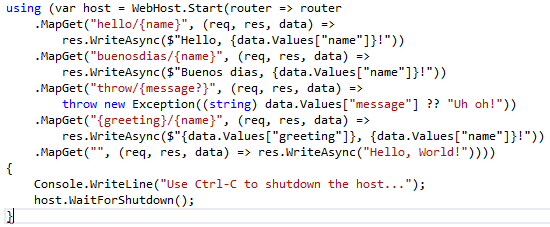 using (var host = WebHost.Start(router => router
    .MapGet("hello/{name}", (req, res, data) =>
        res.WriteAsync($"Hello, {data.Values["name"]}!"))
    .MapGet("buenosdias/{name}", (req, res, data) =>
        res.WriteAsync($"Buenos dias, {data.Values["name"]}!"))
    .MapGet("throw/{message?}", (req, res, data) =>
        throw new Exception((string) data.Values["message"] ?? "Uh oh!"))
    .MapGet("{greeting}/{name}", (req, res, data) =>
        res.WriteAsync($"{data.Values["greeting"]}, {data.Values["name"]}!"))
    .MapGet("", (req, res, data) => res.WriteAsync("Hello, World!"))))
{
    Console.WriteLine("Use Ctrl-C to shutdown the host...");
    host.WaitForShutdown();
}